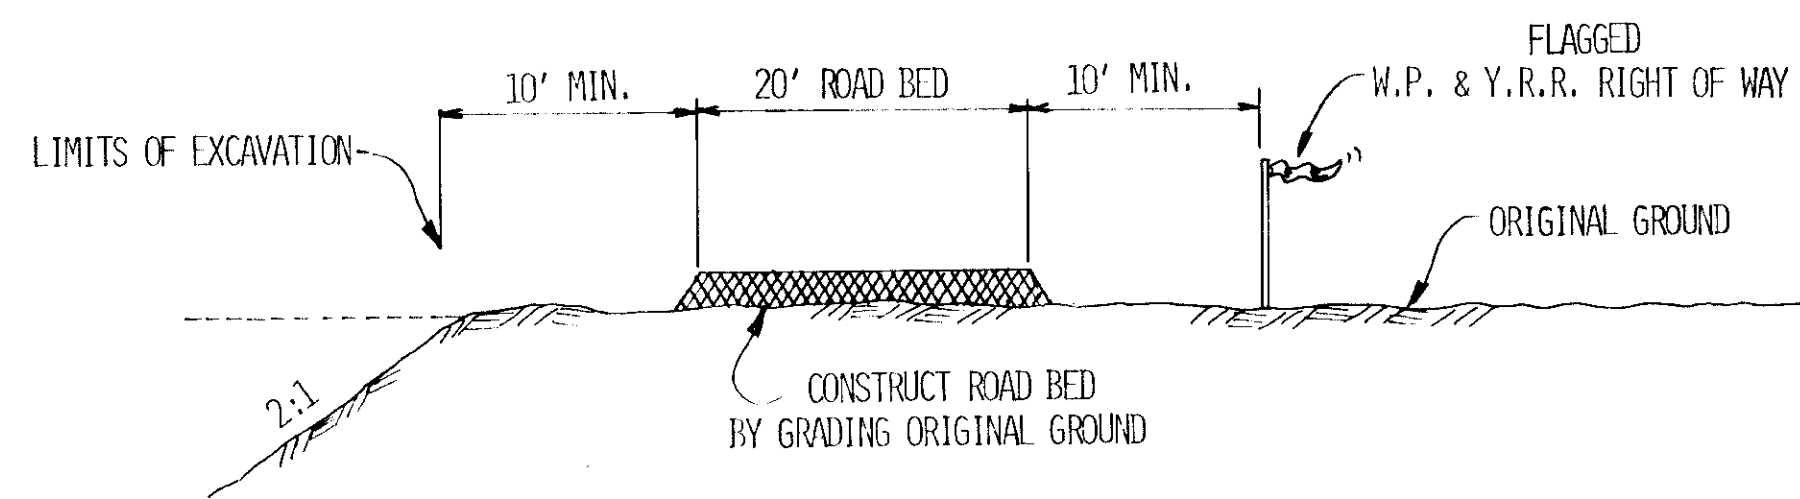 FLAGGED
W.P. & Y.R.R. RIGHT OF WAY
10' MIN.
20' ROAD BED
10' MIN.
LIMITS OF EXCAVATION
ORIGINAL GROUND
CONSTRUCT ROAD BED
BY GRADING ORIGINAL GROUND
2:1